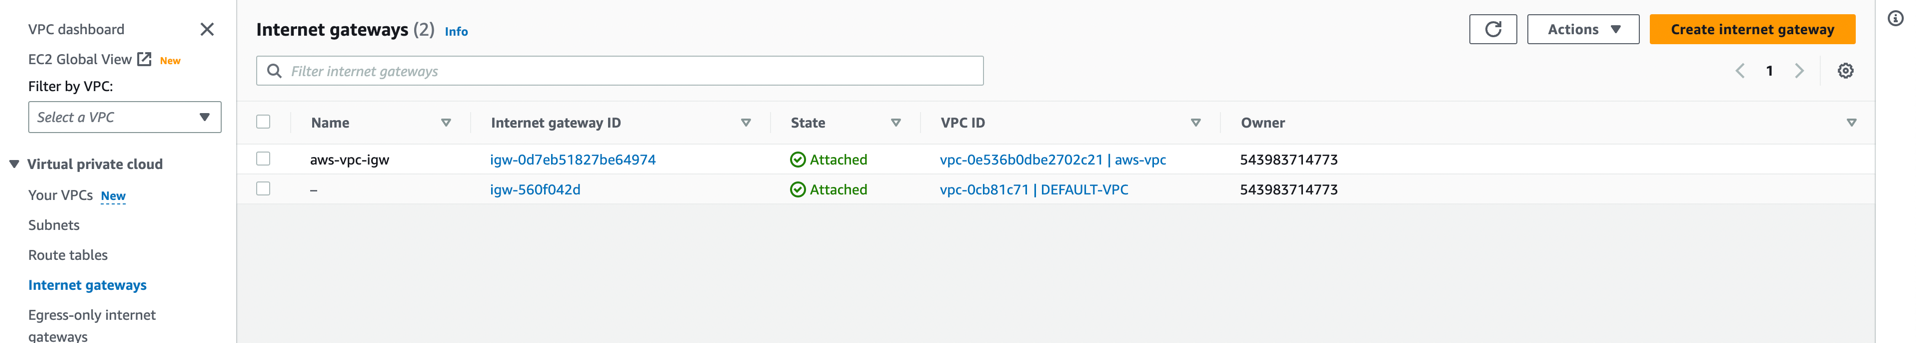 VPC dashboard
EC2 Global View New
Filter by VPC:
Select a VPC
Virtual private cloud
Your VPCs New
Subnets
Route tables
Internet gateways
Egress-only internet
gateways
Internet gateways (2) Info
Actions
Create internet gateway
Filter internet gateways
1
Name Internet gateway ID State VPC ID Owner
aws-vpc-igw igw-0d7eb51827be64974 Attached vpc-0e536b0dbe2702c21 | aws-vpc 543983714773
– igw-560f042d Attached vpc-0cb81c71 | DEFAULT-VPC 543983714773